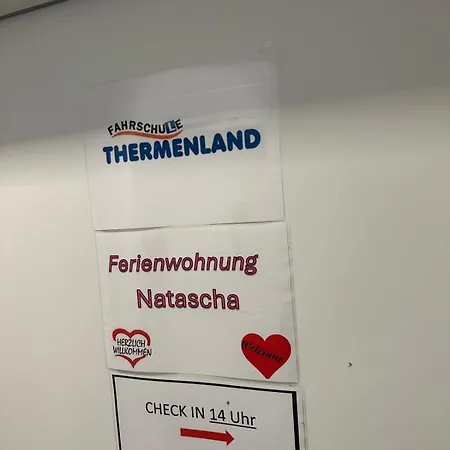 FAHRSCHULE
THERMENLAND
Ferienwohnung
Natascha
HERZLICH
WILLKOMMEN
Welcome
CHECK IN 14 Uhr